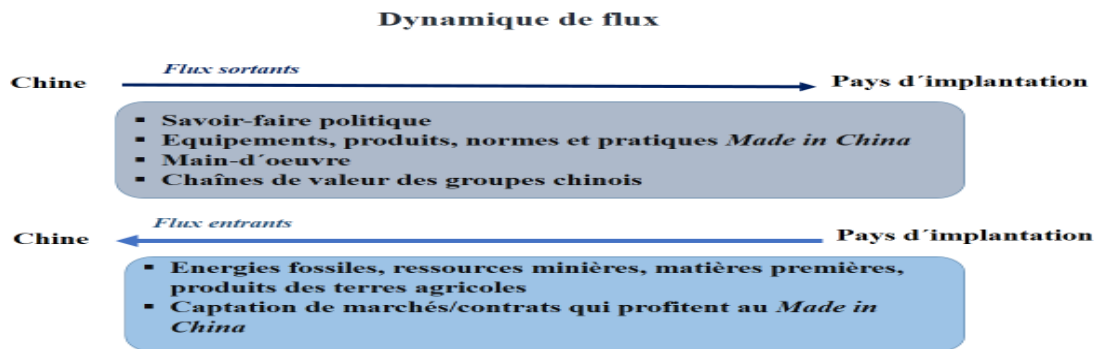 Dynamique de flux
Flux sortants
Chine
Pays d´implantation
▪ Savoir-faire politique
▪ Equipements, produits, normes et pratiques Made in China
▪ Main-d´oeuvre
▪ Chaînes de valeur des groupes chinois
Flux entrants
Chine
Pays d´implantation
▪ Energies fossiles, ressources minières, matières premières,
produits des terres agricoles
▪ Captation de marchés/contrats qui profitent au Made in
China